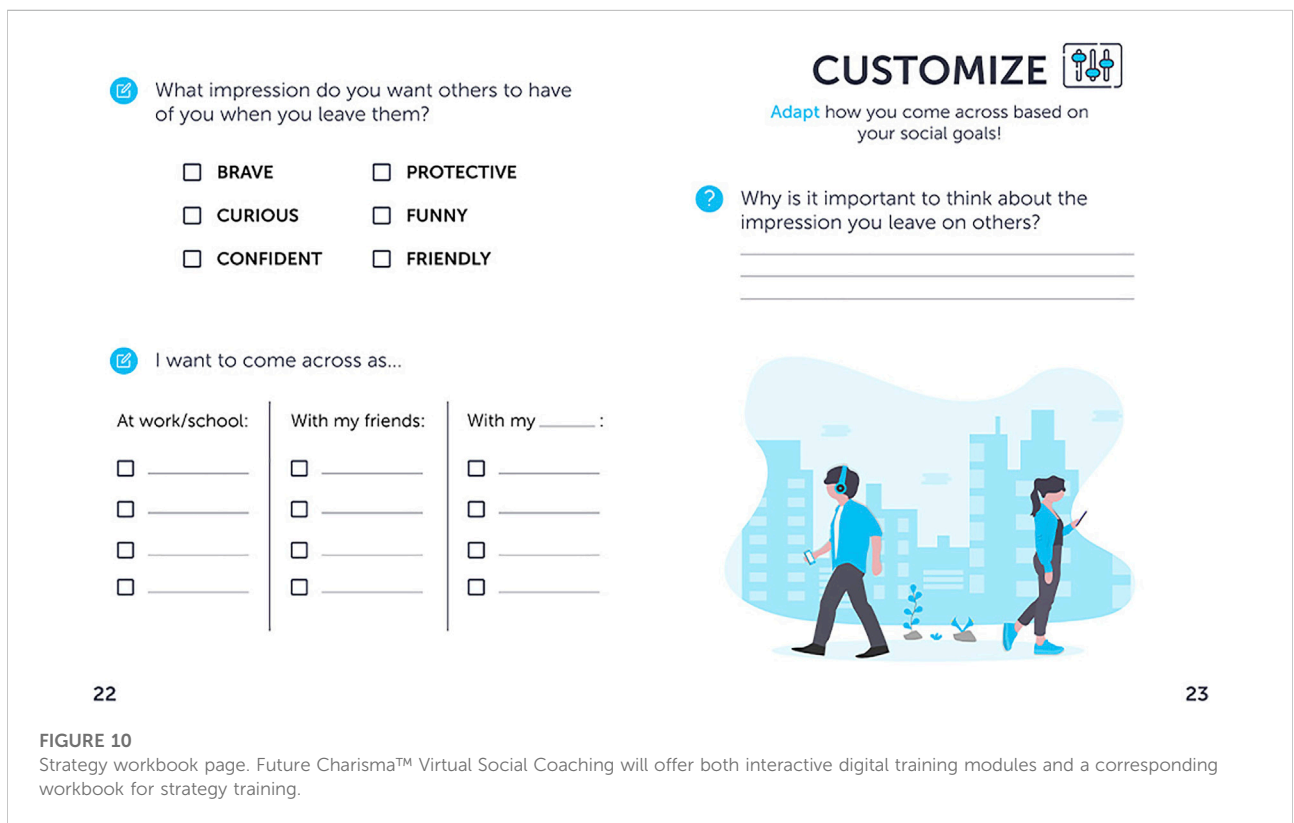 What impression do you want others to have
of you when you leave them?
BRAVE
PROTECTIVE
CURIOUS
FUNNY
CONFIDENT
FRIENDLY
I want to come across as...
At work/school:
With my friends:
With my ______ :
22
CUSTOMIZE
Adapt how you come across based on
your social goals!
?
Why is it important to think about the
impression you leave on others?
23
FIGURE 10
Strategy workbook page. Future Charisma™ Virtual Social Coaching will offer both interactive digital training modules and a corresponding
workbook for strategy training.